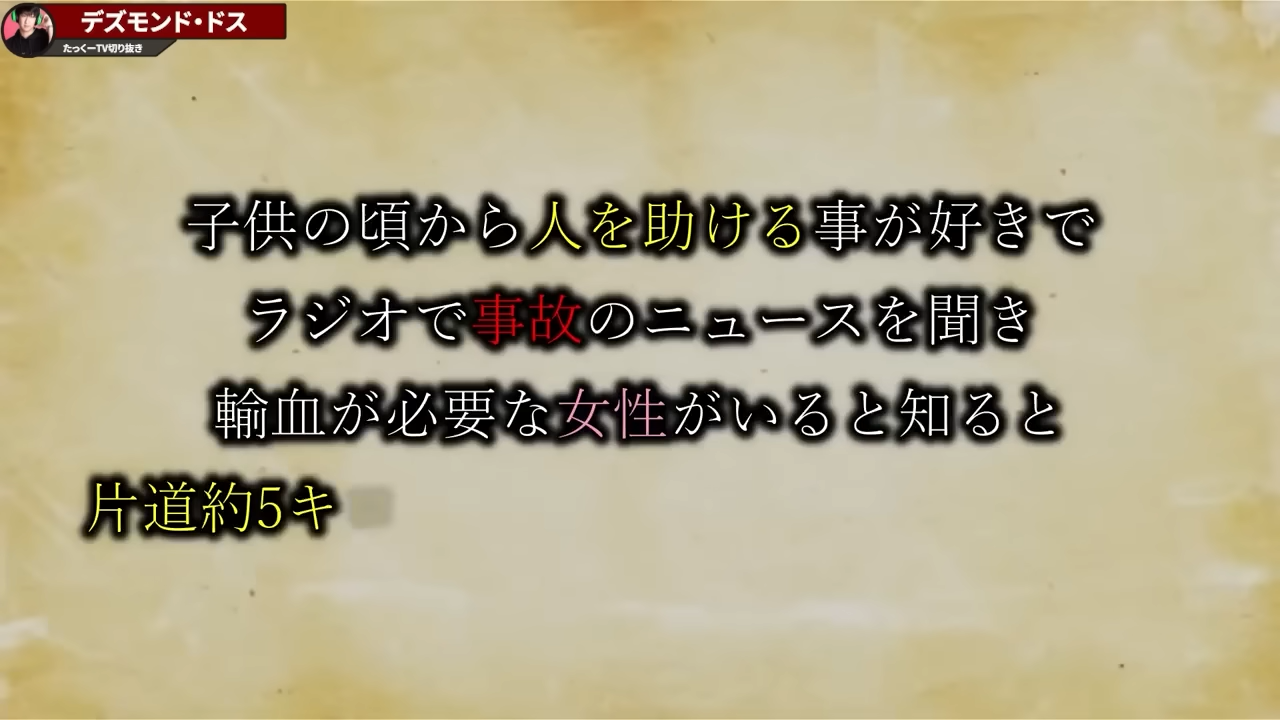 デズモンド・ドス
たっくーTV切り抜き
子供の頃から人を助ける事が好きで
ラジオで事故のニュースを聞き
輸血が必要な女性がいると知ると
片道約5キ